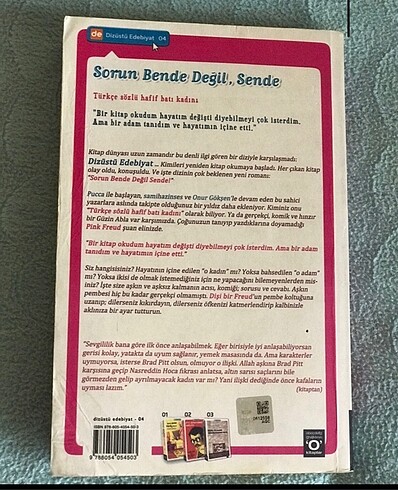 de Dizüstü Edebiyat · 04
Sorun Bende Değil, Sende
Türkçe sözlü hafif batı kadını
"Bir kitap okudum hayatım değişti diyebilmeyi çok isterdim.
Ama bir adam tanıdım ve hayatımın içine etti."
Kitap dünyası uzun zamandır bu denli ilgi gören bir diziyle karşılaşmadı:
Dizüstü Edebiyat ... Kimileri yeniden kitap okumaya başladı. Her çıkan kitap
olay oldu, konuşuldu. Ve işte dizinin çok beklenen yeni romanı:
"Sorun Bende Değil Sende!"
Pucca ile başlayan, samihazinses ve Onur Gökşen'le devam eden bu sahici
yazarlara aslında takipte olduğunuz bir yıldız daha ekleniyor. Kiminiz onu
"Türkçe sözlü hafif batı kadını" olarak biliyor. Ya da gerçekçi, komik ve hınzır
bir Güzin Abla var karşımızda. Çoğunuzun tanıyıp yazdıklarına doyamadığı
Pink Freud şuan elinizde.
"Bir kitap okudum hayatım değişti diyebilmeyi çok isterdim. Ama bir adam
tanıdım ve hayatımın içine etti."
Siz hangisisiniz? Hayatının içine edilen "o kadın" mı? Yoksa bahsedilen "o adam"
mı? Yoksa ikisi de olmak istemediğiniz için ne yapacağını bilemeyenlerden mis-
iniz? İşte size aşkın ve aşksız kalmanın acısı, komiği; sorusu ve cevabı. Aşkın
pembesi hiç bu kadar gerçekçi olmamıştı. Dişi bir Freud'un pembe koltuğuna
uzanıp; dilerseniz kıkırdayın, dilerseniz öfkenizi katmerlendirip kalbinizle
aklınıza bir ayar tutturun.
"Sevgililik bana göre ilk önce anlaşabilmek. Eğer birisiyle iyi anlaşabiliyorsan
gerisi kolay, yatakta da uyum sağlanır, yemek masasında da. Ama karakterler
uymuyorsa, isterse Brad Pitt olsun, olmuyor o ilişki. Allah aşkına Brad Pitt
karşısına geçip Nasreddin Hoca fıkrası anlatsa, altın sarısı saçlarını bile
görmezden gelip ayrılmayacak kadın var mı? Yani ilişki dediğinde önce kafaların
uyması lazım."
(kitaptan)
dizüstü edebiyat - 04
9 786054 054503
01 02 03
kitaplar